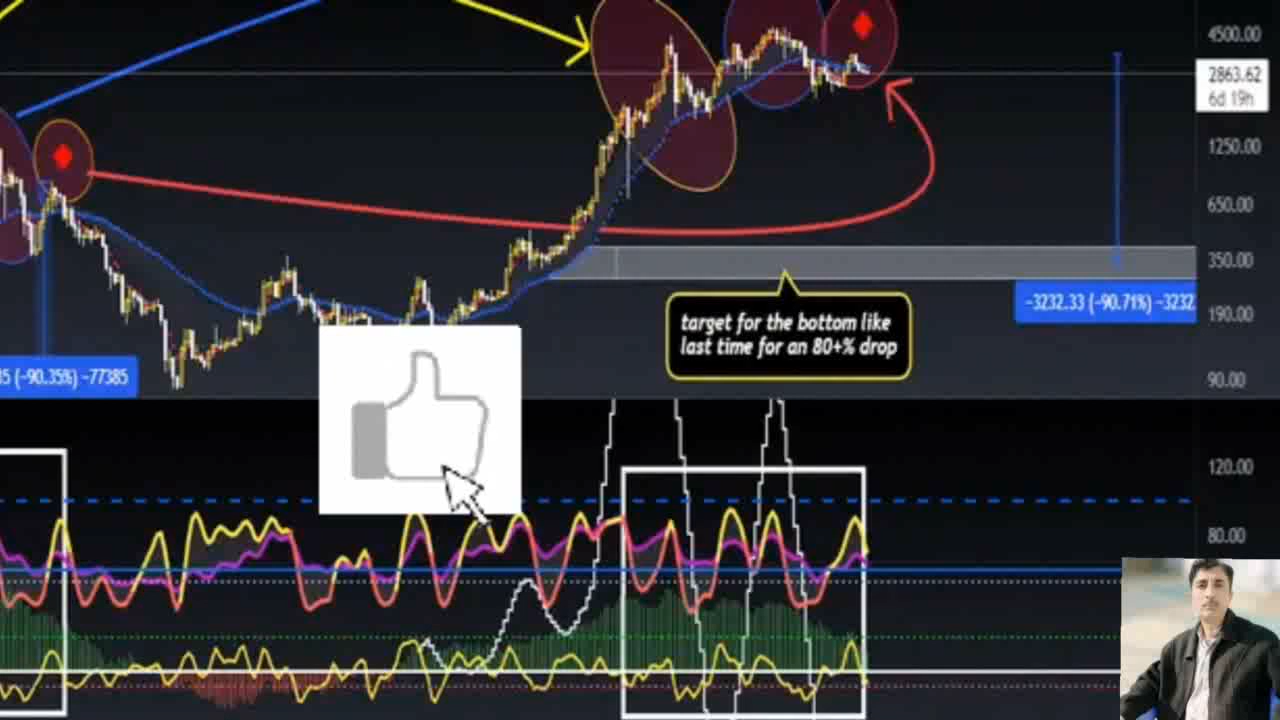 4500.00
2863.62
6d 19h
1250.00
650.00
350.00
-3232.33 (-90.71%) -3232
190.00
target for the bottom like
last time for an 80+% drop
90.00
35 (-90.35%) -77385
120.00
80.00